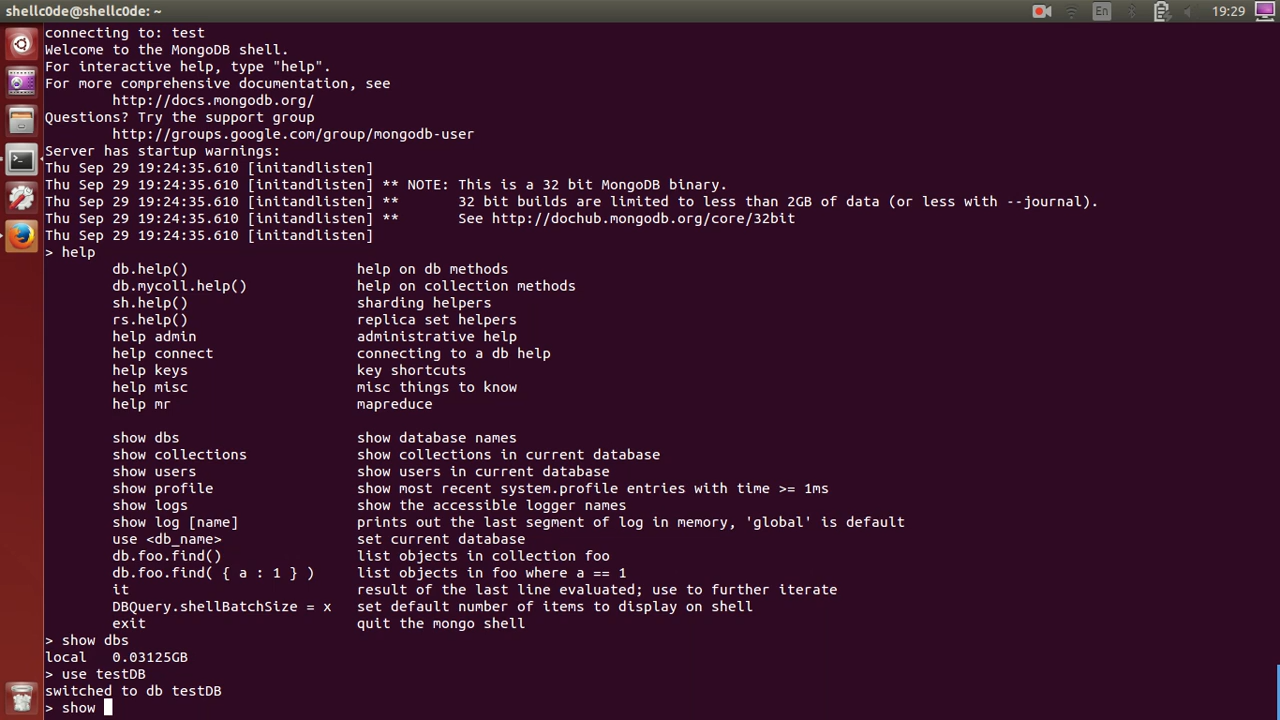 shellc0de@shellc0de: ~
En
19:29
connecting to: test
Welcome to the MongoDB shell.
For interactive help, type "help".
For more comprehensive documentation, see
http://docs.mongodb.org/
Questions? Try the support group
http://groups.google.com/group/mongodb-user
Server has startup warnings:
Thu Sep 29 19:24:35.610 [initandlisten]
Thu Sep 29 19:24:35.610 [initandlisten] ** NOTE: This is a 32 bit MongoDB binary.
Thu Sep 29 19:24:35.610 [initandlisten] **       32 bit builds are limited to less than 2GB of data (or less with --journal).
Thu Sep 29 19:24:35.610 [initandlisten] **       See http://dochub.mongodb.org/core/32bit
Thu Sep 29 19:24:35.610 [initandlisten]
> help
db.help()                    help on db methods
db.mycoll.help()             help on collection methods
sh.help()                    sharding helpers
rs.help()                    replica set helpers
help admin                   administrative help
help connect                 connecting to a db help
help keys                    key shortcuts
help misc                    misc things to know
help mr                      mapreduce
show dbs                     show database names
show collections             show collections in current database
show users                   show users in current database
show profile                 show most recent system.profile entries with time >= 1ms
show logs                    show the accessible logger names
show log [name]              prints out the last segment of log in memory, 'global' is default
use <db_name>                set current database
db.foo.find()                list objects in collection foo
db.foo.find( { a : 1 } )     list objects in foo where a == 1
it                           result of the last line evaluated; use to further iterate
DBQuery.shellBatchSize = x   set default number of items to display on shell
exit                         quit the mongo shell
> show dbs
local   0.03125GB
> use testDB
switched to db testDB
> show